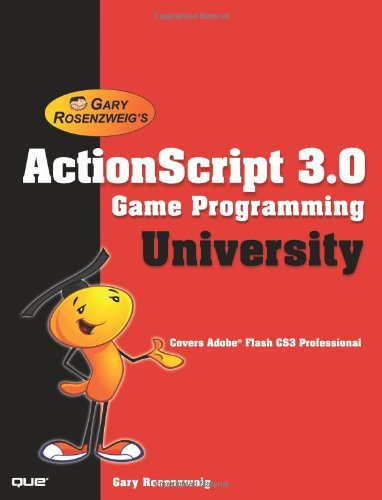 GARY
ROSENZWEIG'S
ActionScript 3.0
Game Programming
University
Covers Adobe® Flash CS3 Professional
QUE®
Gary Rosenzweig